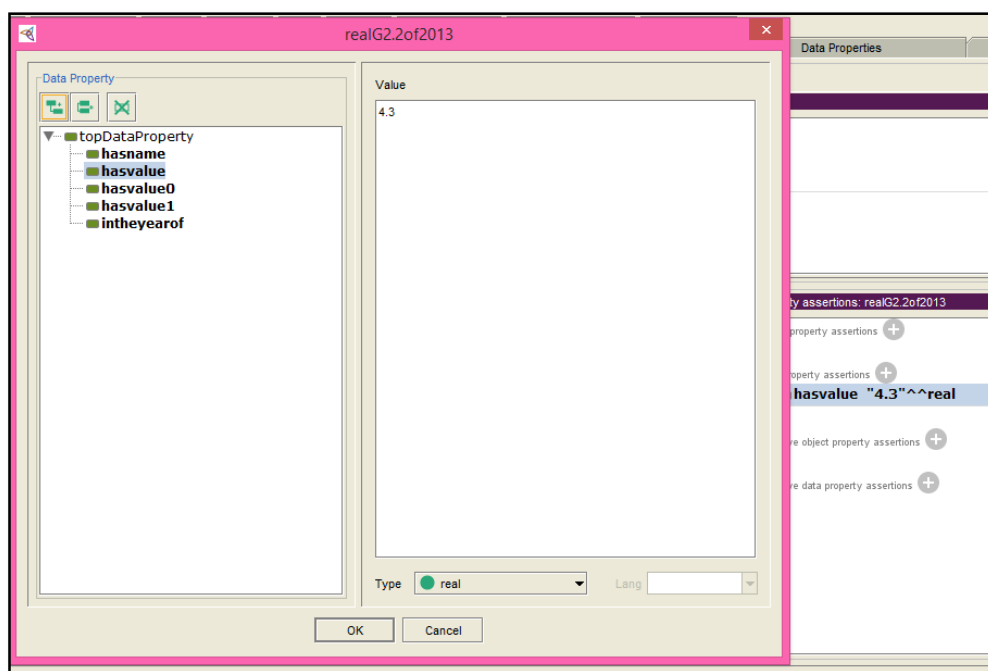 realG2.2of2013
Data Property
topDataProperty
hasname
hasvalue
hasvalue0
hasvalue1
intheyearof
Value
4.3
Type
real
Lang
OK
Cancel
Data Properties
ty assertions: realG2.2of2013
property assertions
roperty assertions
hasvalue "4.3"^^real
ve object property assertions
ve data property assertions